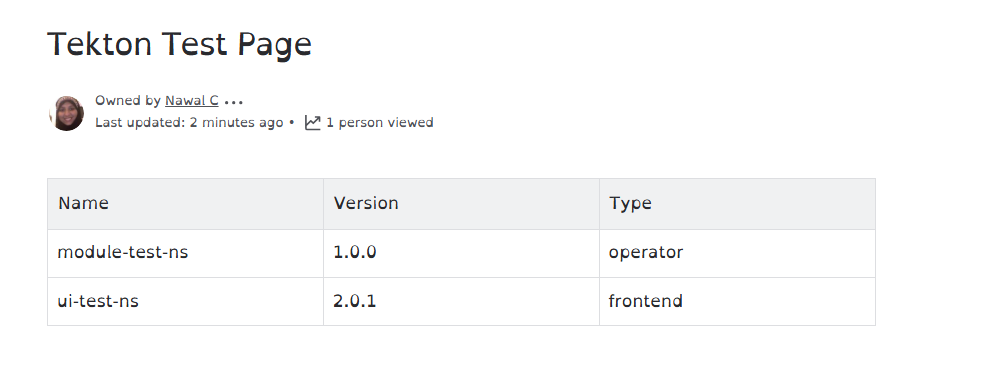 Tekton Test Page
Owned by Nawal C •••
Last updated: 2 minutes ago • 1 person viewed
Name Version Type
module-test-ns 1.0.0 operator
ui-test-ns 2.0.1 frontend